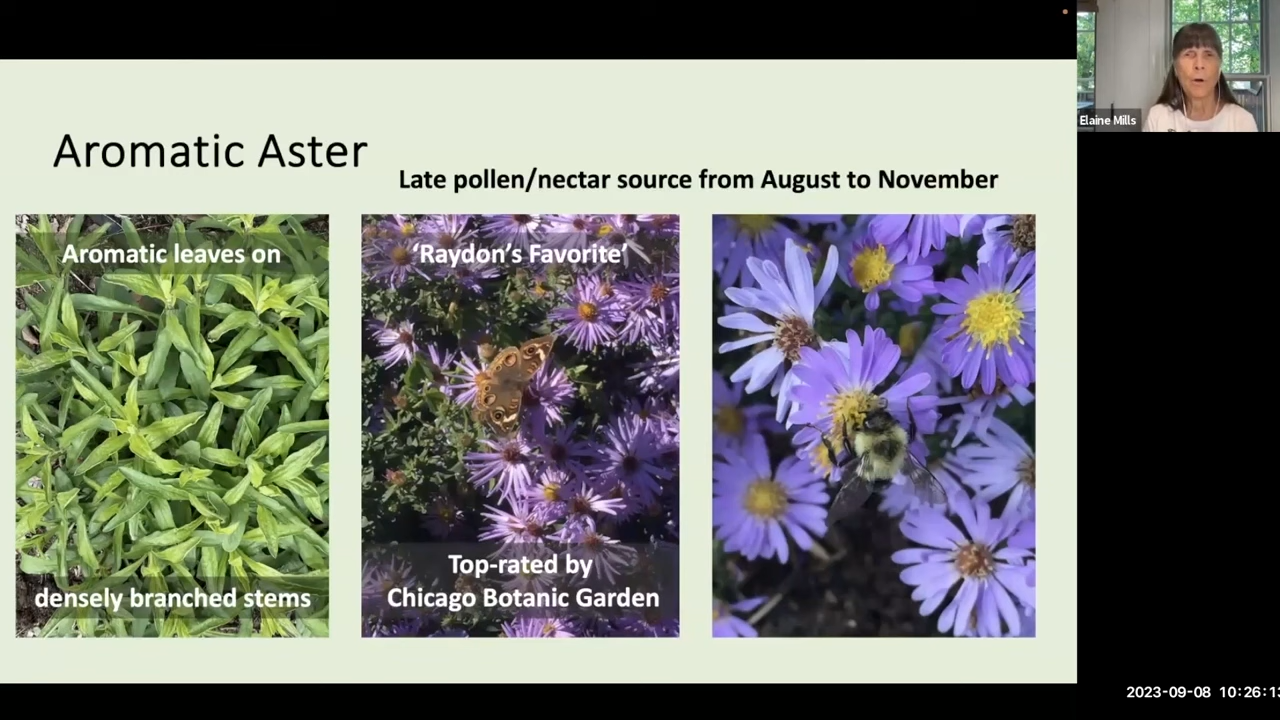 Elaine Mills
Aromatic Aster
Late pollen/nectar source from August to November
Aromatic leaves on
densely branched stems
‘Raydon’s Favorite’
Top-rated by
Chicago Botanic Garden
2023-09-08 10:26:13